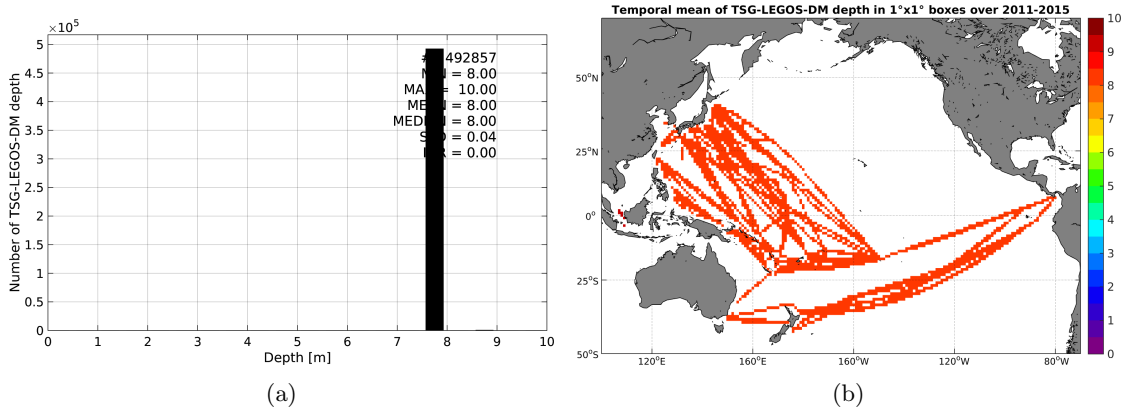 ×10⁵
5
4.5
4
3.5
3
2.5
2
1.5
1
0.5
0
0 1 2 3 4 5 6 7 8 9 10
Number of TSG-LEGOS-DM depth
Depth [m]
492857
= 8.00
= 10.00
= 8.00
= 8.00
= 0.04
= 0.00
(a)
Temporal mean of TSG-LEGOS-DM depth in 1°x1° boxes over 2011-2015
50°N
25°N
0°
25°S
50°S
120°E 160°E 160°W 120°W 80°W
10
9
8
7
6
5
4
3
2
1
0
(b)